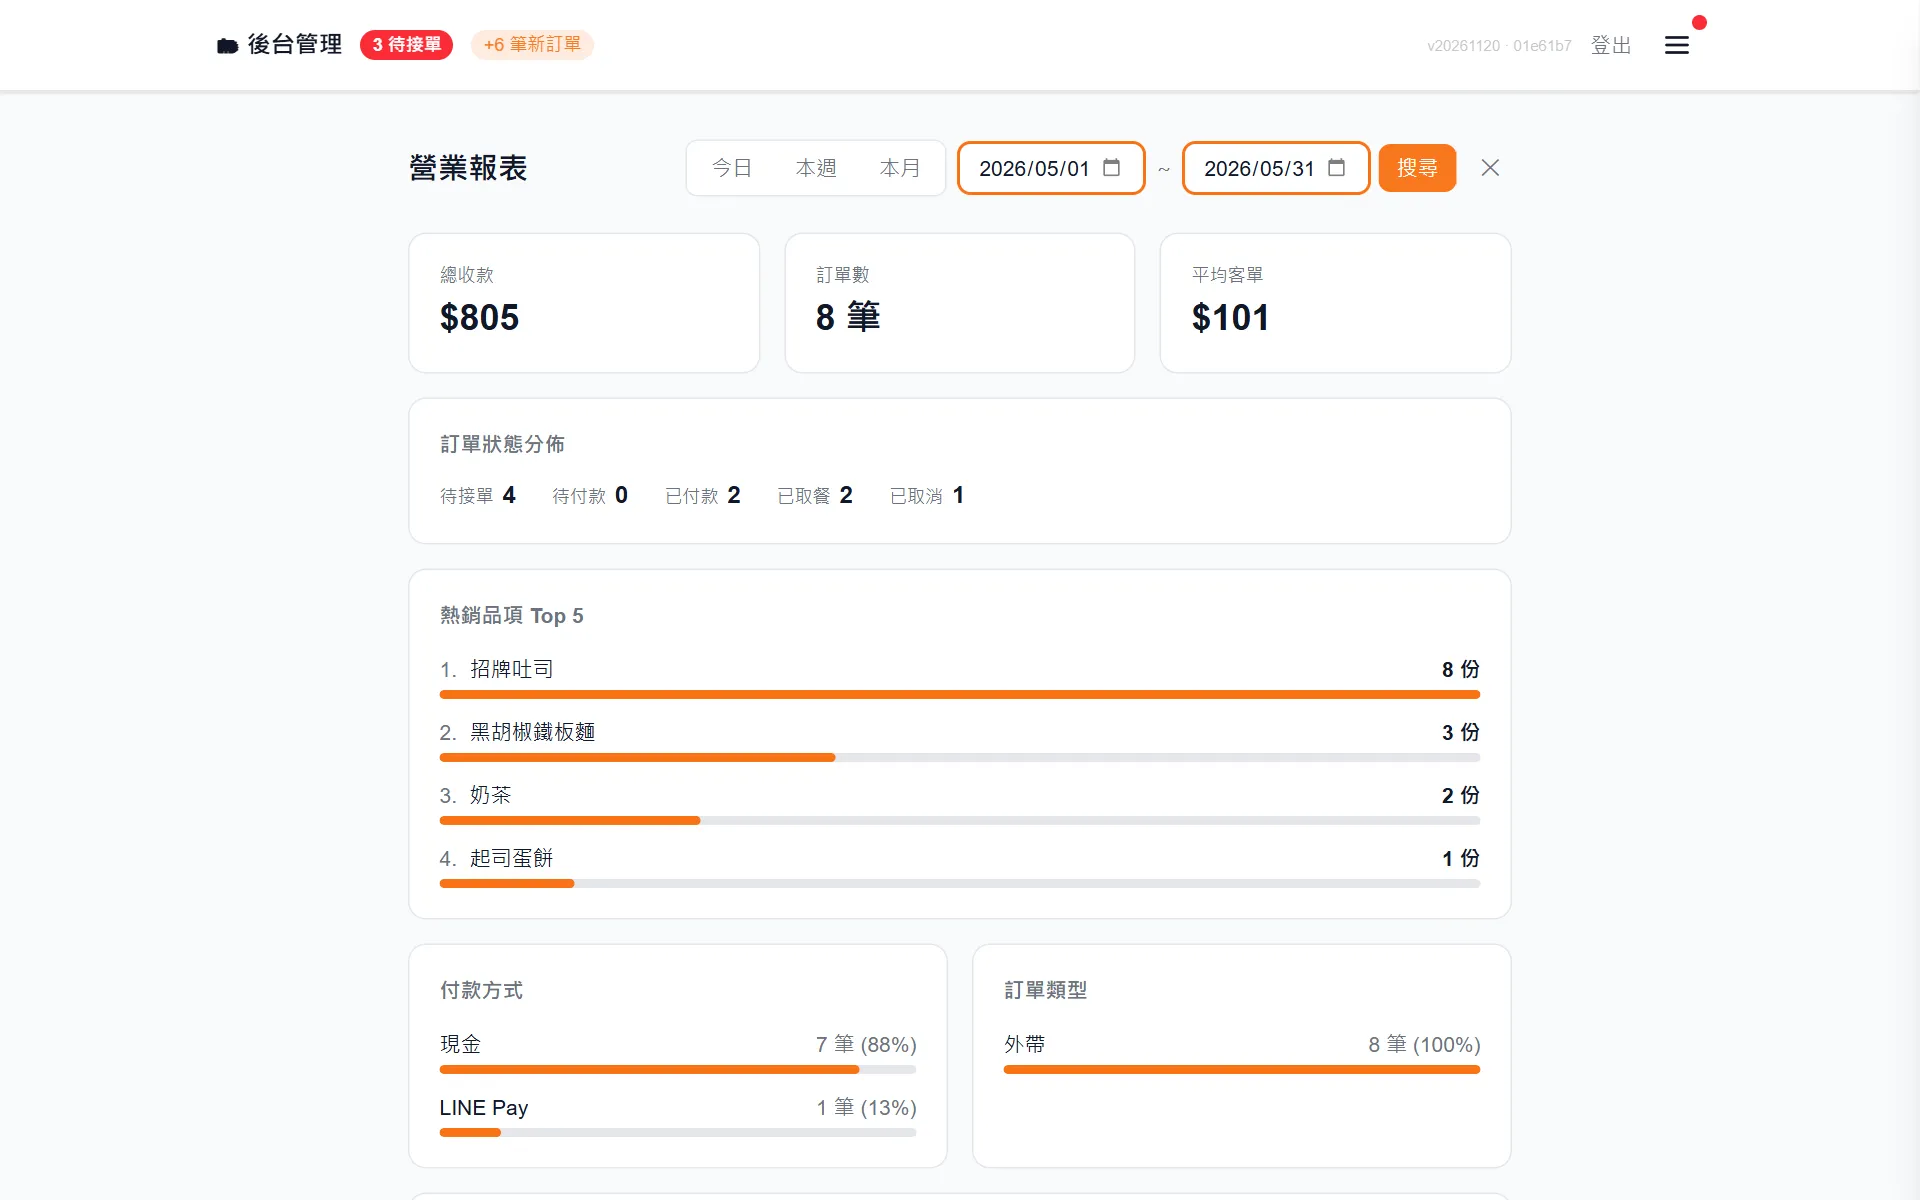 後台管理 3 待接單 +6 筆新訂單 v20261120 · 01e61b7 登出
營業報表 今日 本週 本月 2026/05/01 ~ 2026/05/31 搜尋
總收款 訂單數 平均客單
$805 8 筆 $101
訂單狀態分佈
待接單 4 待付款 0 已付款 2 已取餐 2 已取消 1
熱銷品項 Top 5
1. 招牌吐司 8 份
2. 黑胡椒鐵板麵 3 份
3. 奶茶 2 份
4. 起司蛋餅 1 份
付款方式 訂單類型
現金 7 筆 (88%) 外帶 8 筆 (100%)
LINE Pay 1 筆 (13%)